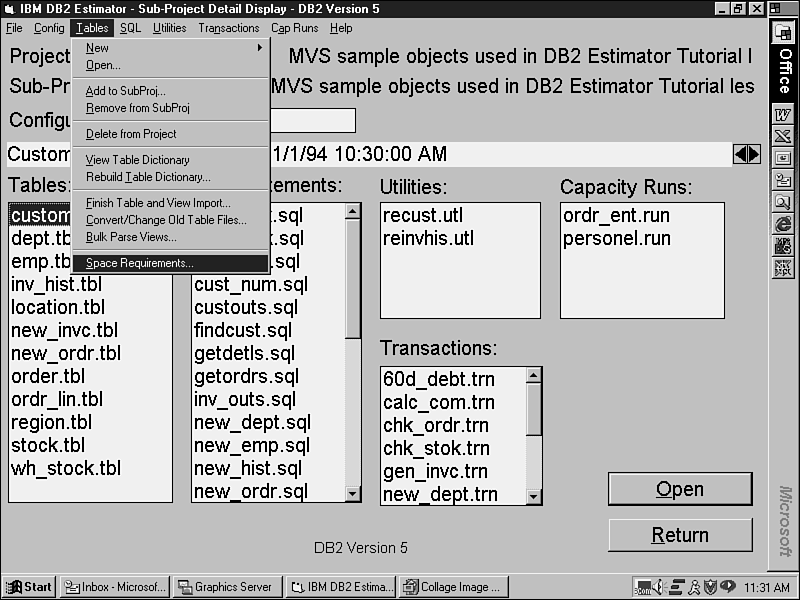 IBM DB2 Estimator - Sub-Project Detail Display - DB2 Version 5
File Config Tables SQL Utilities Transactions Cap Runs Help
New
Open...
Add to SubProj...
Remove from SubProj
Delete from Project
View Table Dictionary
Rebuild Table Dictionary...
Finish Table and View Import...
Convert/Change Old Table Files...
Bulk Parse Views...
Space Requirements...
Project MVS sample objects used in DB2 Estimator Tutorial l
Sub-Pr MVS sample objects used in DB2 Estimator Tutorial les
Configu
Custom 1/1/94 10:30:00 AM
Tables:
custom
dept.tb
emp.tb
inv_hist.tbl
location.tbl
new_invc.tbl
new_ordr.tbl
order.tbl
ordr_lin.tbl
region.tbl
stock.tbl
wh_stock.tbl
tements:
t.sql
.sql
.sql
cust_num.sql
custouts.sql
findcust.sql
getdetls.sql
getordrs.sql
inv_outs.sql
new_dept.sql
new_emp.sql
new_hist.sql
new_ordr.sql
Utilities:
recust.utl
reinvhis.utl
Capacity Runs:
ordr_ent.run
personel.run
Transactions:
60d_debt.trn
calc_com.trn
chk_ordr.trn
chk_stok.trn
gen_invc.trn
new_dept.trn
Open
Return
DB2 Version 5
Office
Microsoft
Start Inbox - Microsof... Graphics Server IBM DB2 Estima... Collage Image ... 11:31 AM